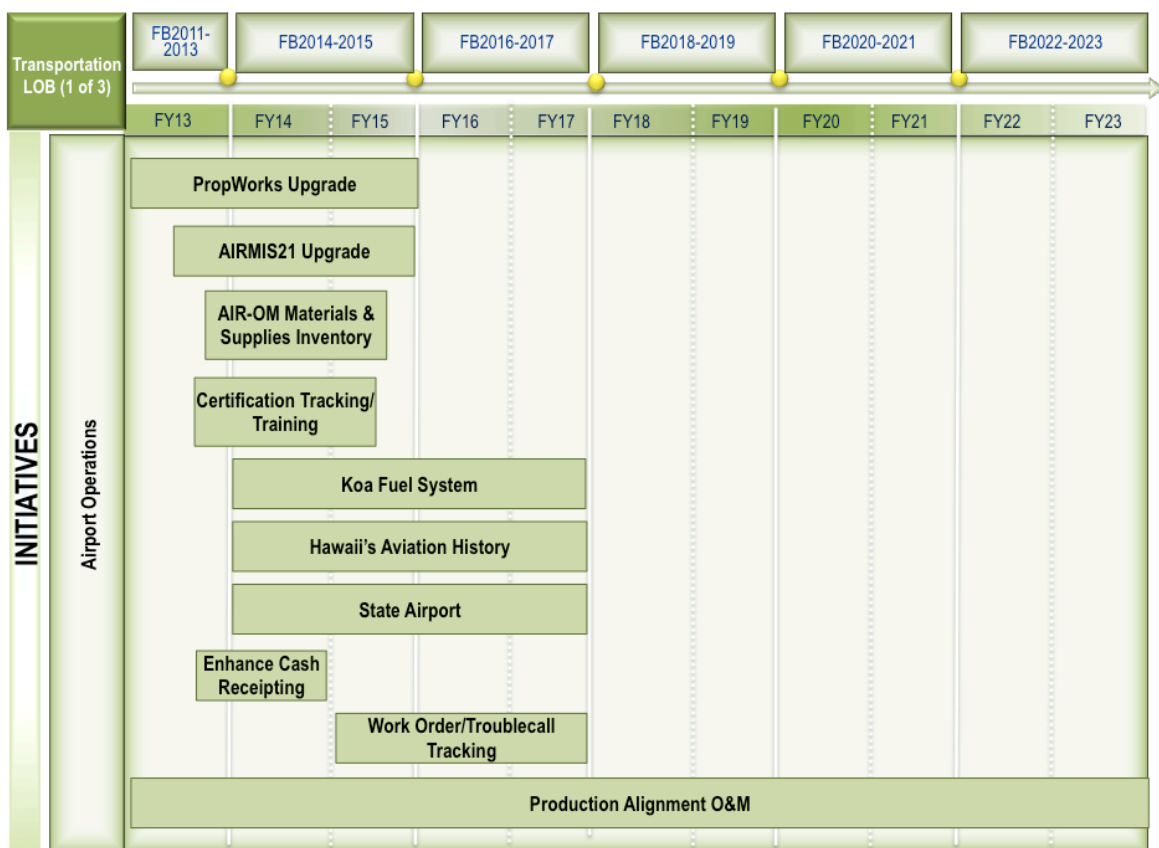 Transportation
LOB (1 of 3)
FB2011-
2013
FB2014-2015
FB2016-2017
FB2018-2019
FB2020-2021
FB2022-2023
FY13
FY14
FY15
FY16
FY17
FY18
FY19
FY20
FY21
FY22
FY23
INITIATIVES
Airport Operations
PropWorks Upgrade
AIRMIS21 Upgrade
AIR-OM Materials &
Supplies Inventory
Certification Tracking/
Training
Koa Fuel System
Hawaii’s Aviation History
State Airport
Enhance Cash
Receipting
Work Order/Troublecall
Tracking
Production Alignment O&M